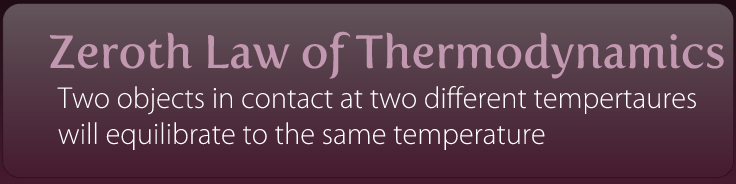 Zeroth Law of Thermodynamics
Two objects in contact at two different tempertaures
will equilibrate to the same temperature